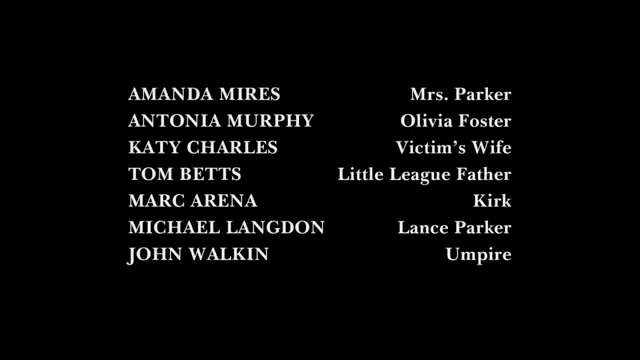 AMANDA MIRES Mrs. Parker
ANTONIA MURPHY Olivia Foster
KATY CHARLES Victim's Wife
TOM BETTS Little League Father
MARC ARENA Kirk
MICHAEL LANGDON Lance Parker
JOHN WALKIN Umpire